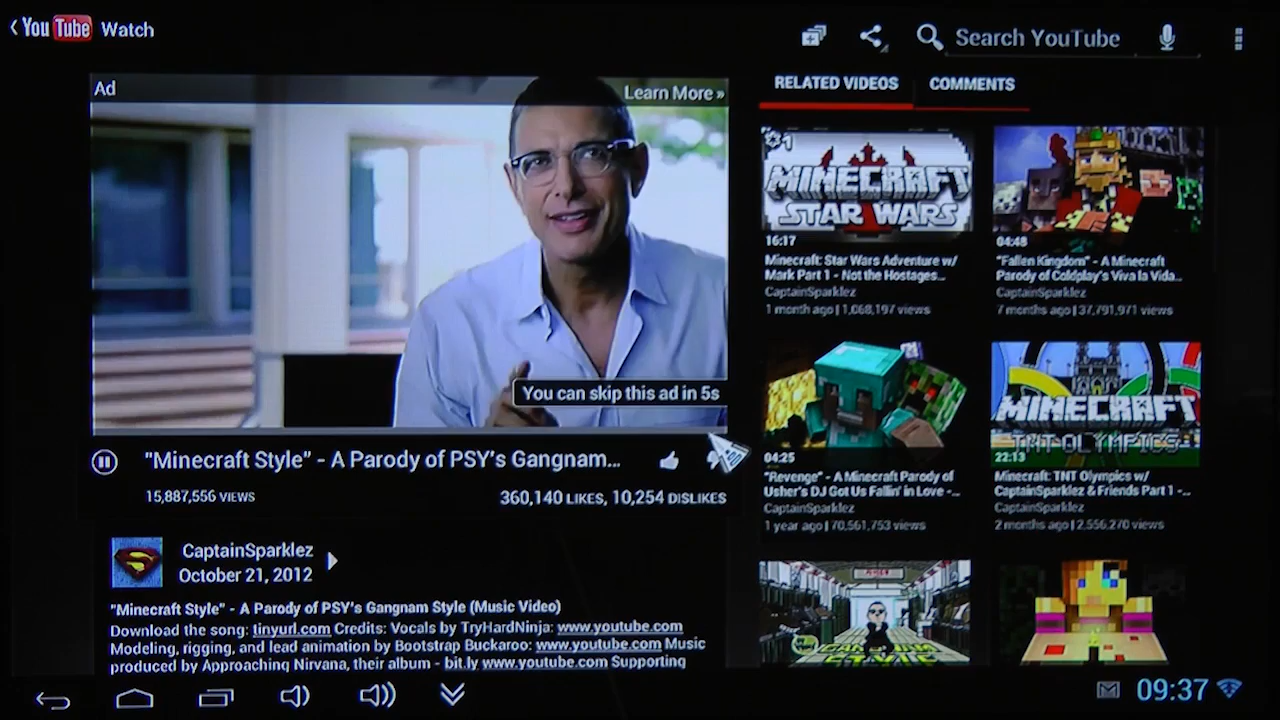 You Tube Watch
Search YouTube
Ad
Learn More »
You can skip this ad in 5s
"Minecraft Style" - A Parody of PSY's Gangnam...
15,887,556 VIEWS
360,140 LIKES, 10,254 DISLIKES
CaptainSparklez
October 21, 2012
"Minecraft Style" - A Parody of PSY's Gangnam Style (Music Video)
Download the song: tinyurl.com Credits: Vocals by TryHardNinja: www.youtube.com
Modeling, rigging, and lead animation by Bootstrap Buckaroo: www.youtube.com Music
produced by Approaching Nirvana, their album - bit.ly www.youtube.com Supporting
RELATED VIDEOS
COMMENTS
MINECRAFT
STAR WARS
16:17
Minecraft: Star Wars Adventure w/
Mark Part 1 - Not the Hostages...
CaptainSparklez
1 month ago | 1,068,197 views
04:48
"Fallen Kingdom" - A Minecraft
Parody of Coldplay's Viva la Vida...
CaptainSparklez
7 months ago | 37,791,971 views
04:25
"Revenge" - A Minecraft Parody of
Usher's DJ Got Us Fallin' in Love -...
CaptainSparklez
1 year ago | 70,561,753 views
MINECRAFT
TNT OLYMPICS
22:13
Minecraft: TNT Olympics w/
CaptainSparklez & Friends Part 1 -...
CaptainSparklez
2 months ago | 2,556,270 views
09:37